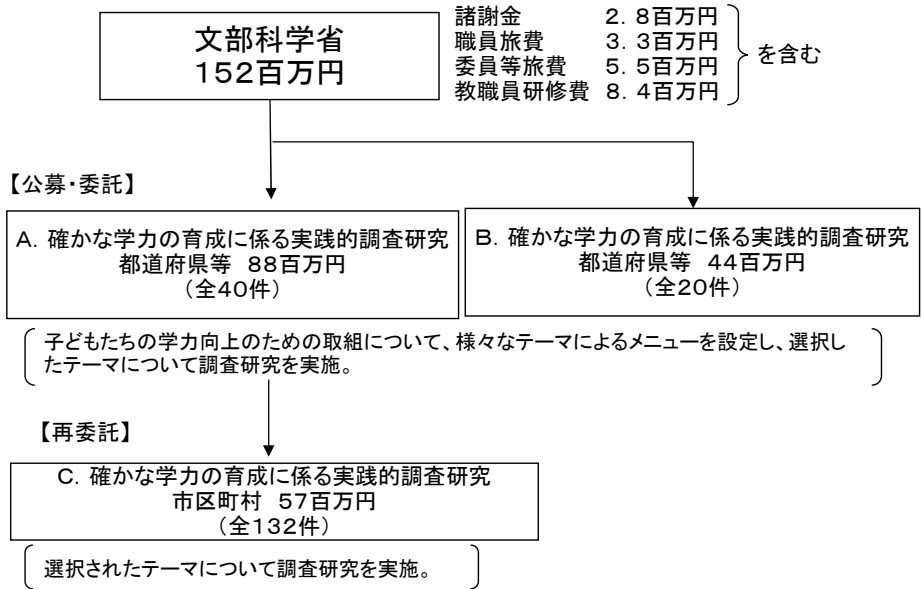 文部科学省
152百万円
諸謝金 2.8百万円
職員旅費 3.3百万円
委員等旅費 5.5百万円
教職員研修費 8.4百万円
を含む
【公募・委託】
A.確かな学力の育成に係る実践的調査研究
都道府県等 88百万円
(全40件)
B.確かな学力の育成に係る実践的調査研究
都道府県等 44百万円
(全20件)
子どもたちの学力向上のための取組について、様々なテーマによるメニューを設定し、選択し
たテーマについて調査研究を実施。
【再委託】
C.確かな学力の育成に係る実践的調査研究
市区町村 57百万円
(全132件)
選択されたテーマについて調査研究を実施。